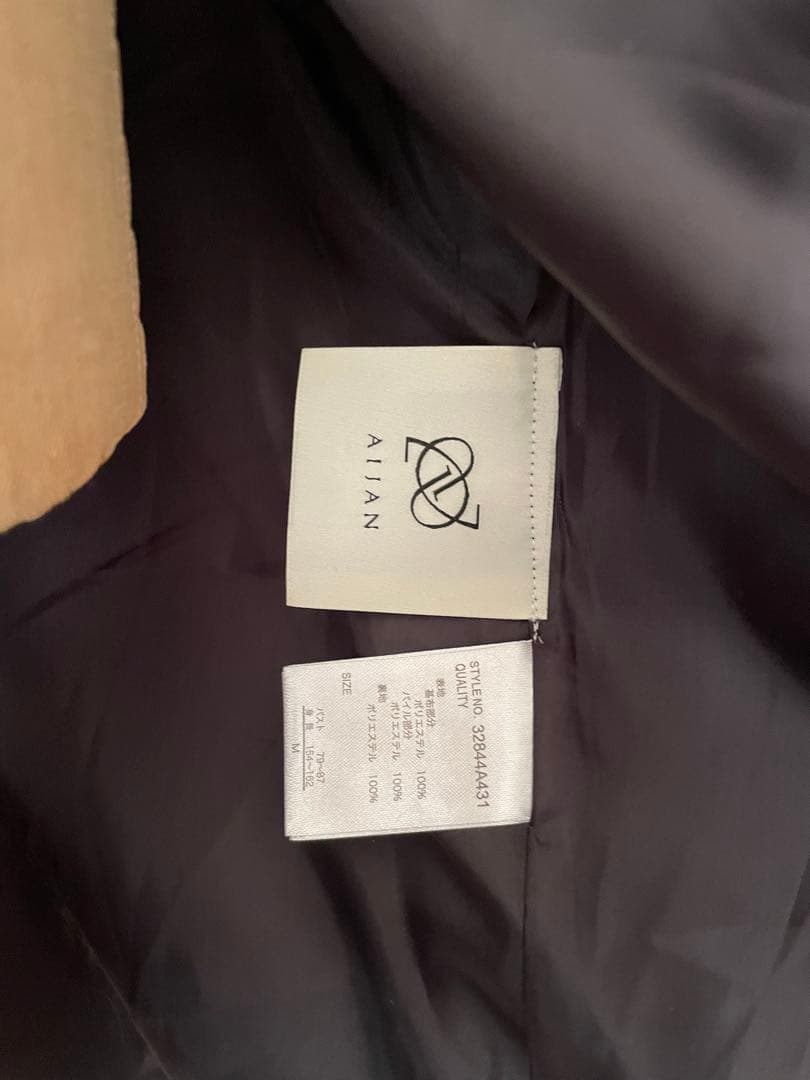 AIJAN
STYLE NO. 32844A431
QUALITY
表地
基布部分
ポリエステル 100%
パイル部分
ポリエステル 100%
裏地
ポリエステル 100%
SIZE
バスト 79~87
身長 154~162
M